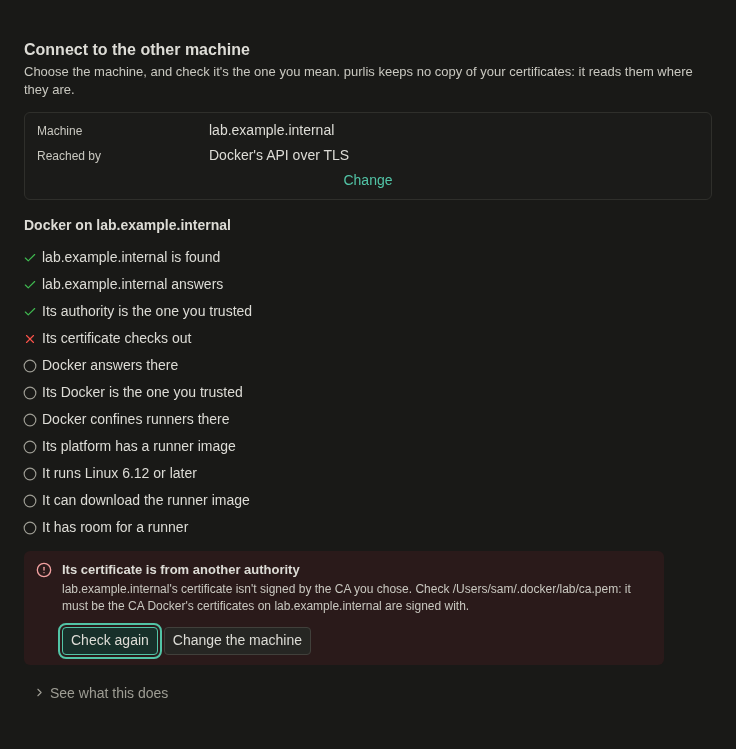 Connect to the other machine
Choose the machine, and check it's the one you mean. purlis keeps no copy of your certificates: it reads them where
they are.
Machine lab.example.internal
Reached by Docker's API over TLS
Change
Docker on lab.example.internal
lab.example.internal is found
lab.example.internal answers
Its authority is the one you trusted
Its certificate checks out
Docker answers there
Its Docker is the one you trusted
Docker confines runners there
Its platform has a runner image
It runs Linux 6.12 or later
It can download the runner image
It has room for a runner
Its certificate is from another authority
lab.example.internal's certificate isn't signed by the CA you chose. Check /Users/sam/.docker/lab/ca.pem: it
must be the CA Docker's certificates on lab.example.internal are signed with.
Check again Change the machine
See what this does